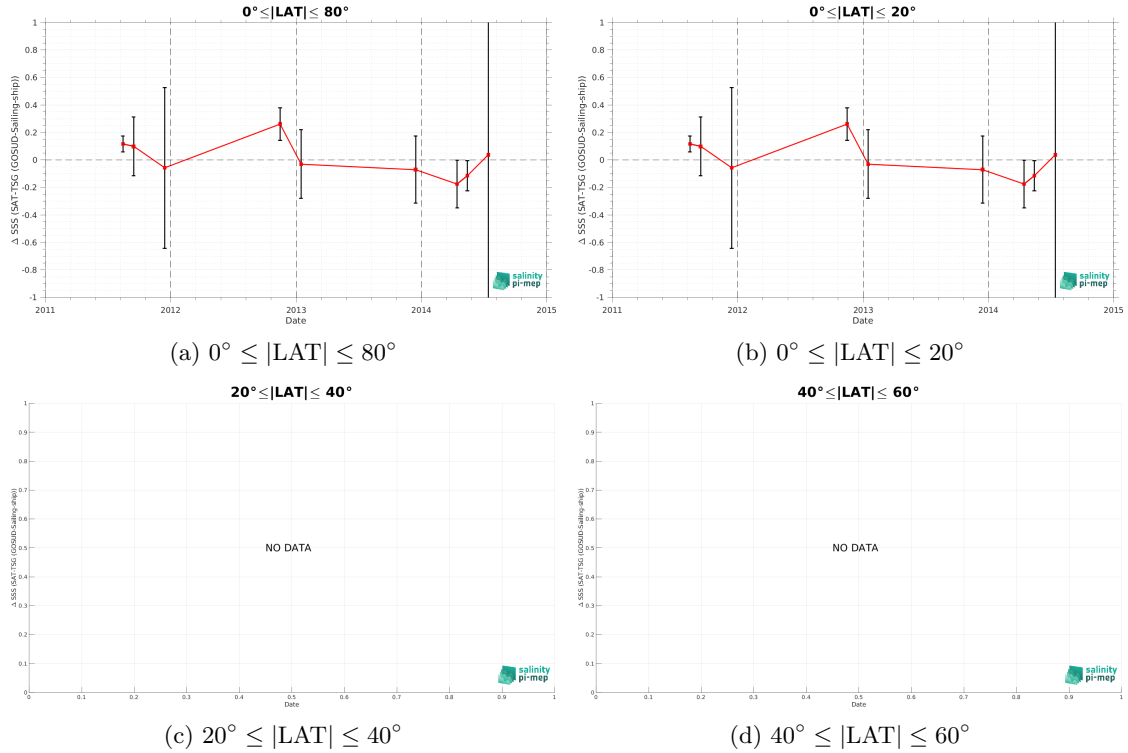 0°≤|LAT|≤ 80°
Δ SSS (SAT-TSG (GOSUD-Sailing-ship))
1
0.8
0.6
0.4
0.2
0
-0.2
-0.4
-0.6
-0.8
-1
2011
2012
2013
2014
2015
Date
salinity
pi-mep
(a) 0° ≤ |LAT| ≤ 80°
0°≤|LAT|≤ 20°
Δ SSS (SAT-TSG (GOSUD-Sailing-ship))
1
0.8
0.6
0.4
0.2
0
-0.2
-0.4
-0.6
-0.8
-1
2011
2012
2013
2014
2015
Date
salinity
pi-mep
(b) 0° ≤ |LAT| ≤ 20°
20°≤|LAT|≤ 40°
Δ SSS (SAT-TSG (GOSUD-Sailing-ship))
1
0.9
0.8
0.7
0.6
0.5
0.4
0.3
0.2
0.1
0
NO DATA
0
0.1
0.2
0.3
0.4
0.5
0.6
0.7
0.8
0.9
1
Date
salinity
pi-mep
(c) 20° ≤ |LAT| ≤ 40°
40°≤|LAT|≤ 60°
Δ SSS (SAT-TSG (GOSUD-Sailing-ship))
1
0.9
0.8
0.7
0.6
0.5
0.4
0.3
0.2
0.1
0
NO DATA
0
0.1
0.2
0.3
0.4
0.5
0.6
0.7
0.8
0.9
1
Date
salinity
pi-mep
(d) 40° ≤ |LAT| ≤ 60°